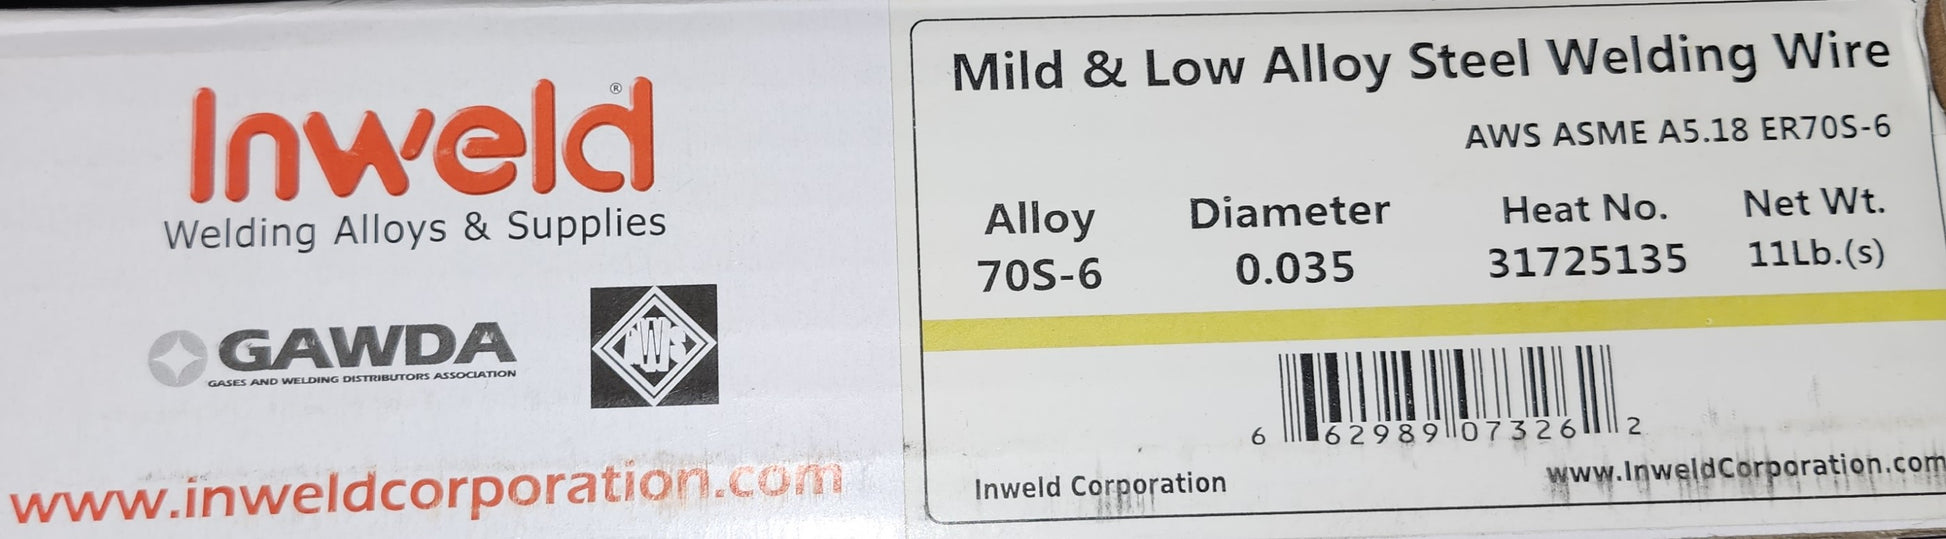 Inweld®
Welding Alloys & Supplies
GAWDA
GASES AND WELDING DISTRIBUTORS ASSOCIATION
AWS
www.inweldcorporation.com
Mild & Low Alloy Steel Welding Wire
AWS ASME A5.18 ER70S-6
Alloy Diameter Heat No. Net Wt.
70S-6 0.035 31725135 11Lb.(s)
6 62989 07326 2
Inweld Corporation www.InweldCorporation.com